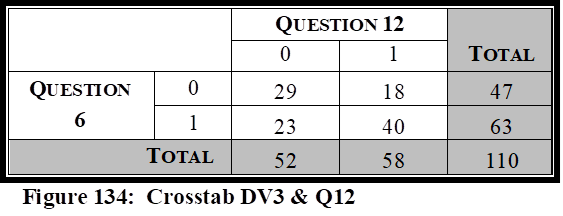 QUESTION 12
0 1 TOTAL
QUESTION 6 0 29 18 47
1 23 40 63
TOTAL 52 58 110
Figure 134: Crosstab DV3 & Q12